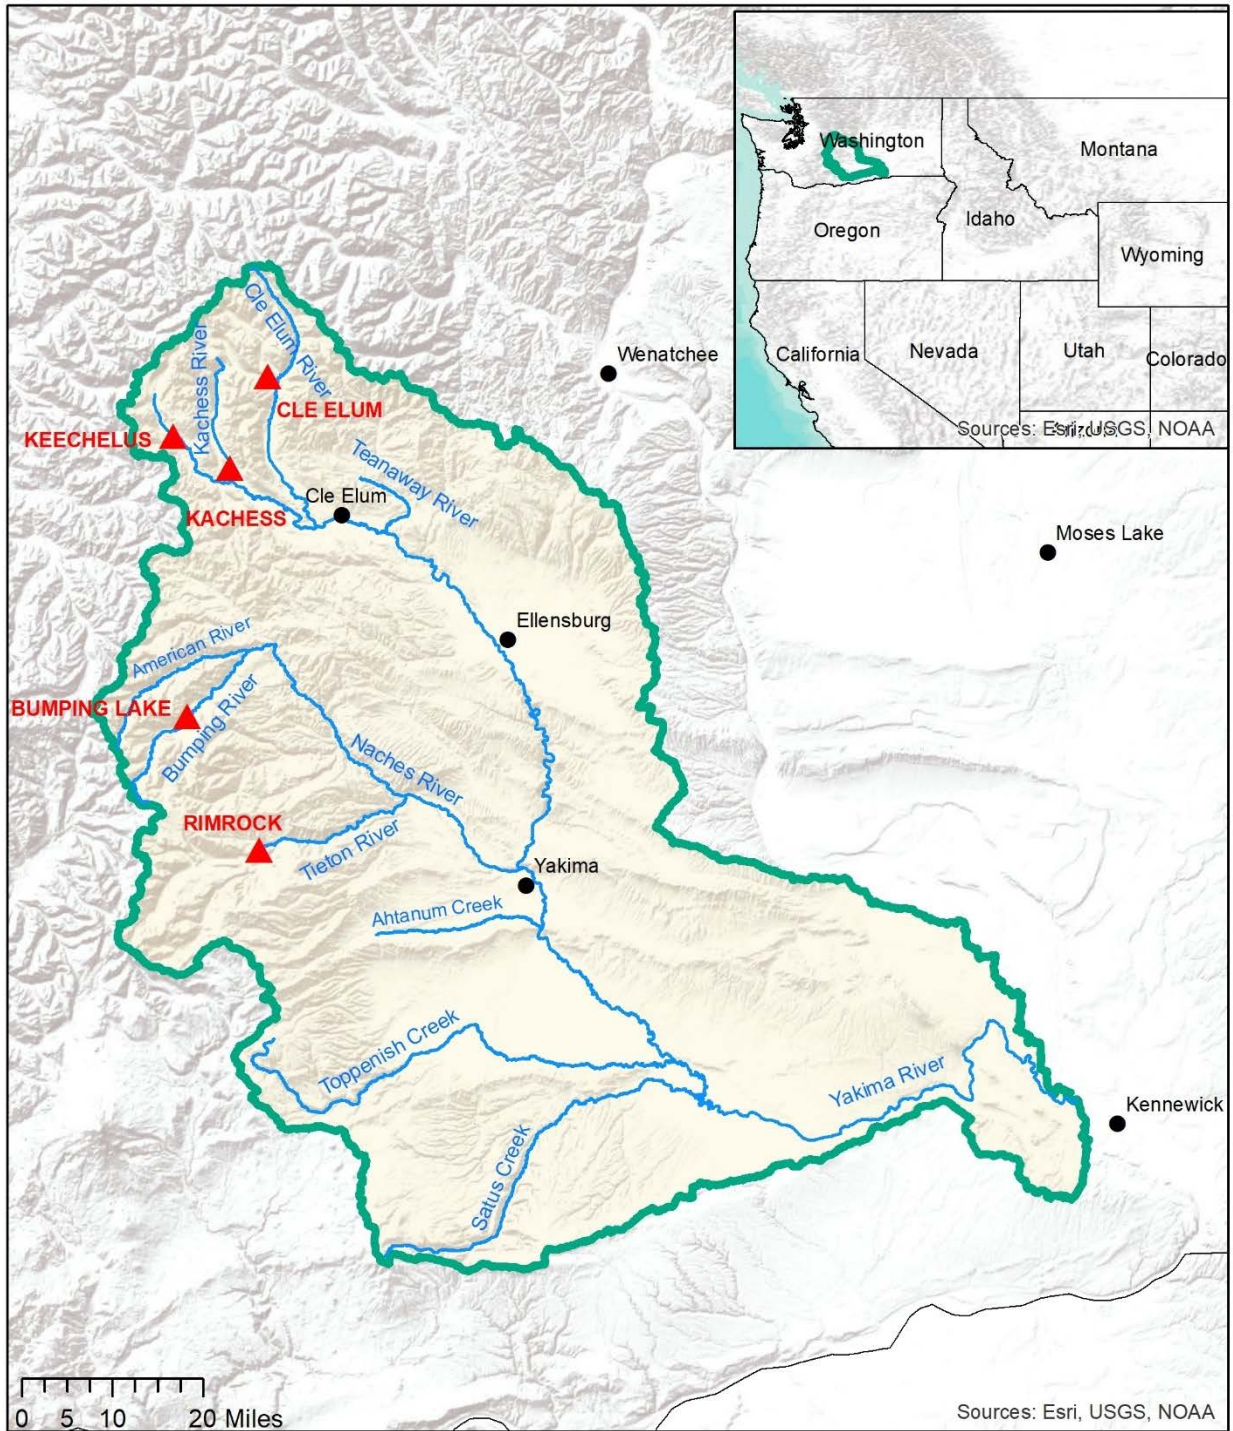 Washington
Montana
Oregon
Idaho
Wyoming
California
Nevada
Utah
Colorado
Sources: Esri, USGS, NOAA
Cle Elum River
Kachess River
Wenatchee
CLE ELUM
KEECHELUS
Teanaway River
Cle Elum
KACHESS
Moses Lake
Ellensburg
American River
BUMPING LAKE
Bumping River
Naches River
RIMROCK
Tieton River
Yakima
Ahtanum Creek
Toppenish Creek
Yakima River
Kennewick
Satus Creek
0 5 10 20 Miles
Sources: Esri, USGS, NOAA